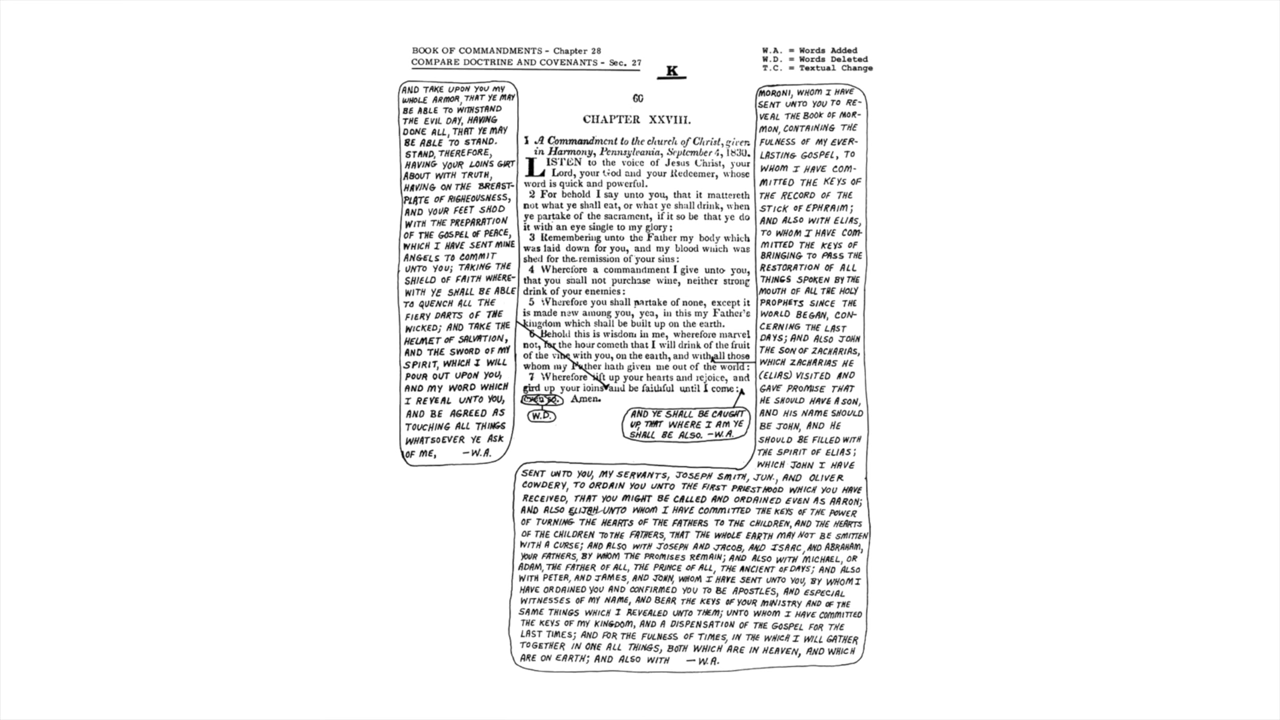 BOOK OF COMMANDMENTS - Chapter 28
COMPARE DOCTRINE AND COVENANTS - Sec. 27
K
W.A. = Words Added
W.D. = Words Deleted
T.C. = Textual Change
AND TAKE UPON YOU MY
WHOLE ARMOR, THAT YE MAY
BE ABLE TO WITHSTAND
THE EVIL DAY, HAVING
DONE ALL, THAT YE MAY
BE ABLE TO STAND.
STAND, THEREFORE,
HAVING YOUR LOINS GIRT
ABOUT WITH TRUTH,
HAVING ON THE BREAST-
PLATE OF RIGHTEOUSNESS,
AND YOUR FEET SHOD
WITH THE PREPARATION
OF THE GOSPEL OF PEACE,
WHICH I HAVE SENT MINE
ANGELS TO COMMIT
UNTO YOU; TAKING THE
SHIELD OF FAITH WHERE-
WITH YE SHALL BE ABLE
TO QUENCH ALL THE
FIERY DARTS OF THE
WICKED; AND TAKE THE
HELMET OF SALVATION,
AND THE SWORD OF MY
SPIRIT, WHICH I WILL
POUR OUT UPON YOU,
AND MY WORD WHICH
I REVEAL UNTO YOU,
AND BE AGREED AS
TOUCHING ALL THINGS
WHATSOEVER YE ASK
OF ME, —W.A.
60
CHAPTER XXVIII.
1 A Commandment to the church of Christ, given
in Harmony, Pennsylvania, September 4, 1830.
LISTEN to the voice of Jesus Christ, your
Lord, your God and your Redeemer, whose
word is quick and powerful.
2 For behold I say unto you, that it mattereth
not what ye shall eat, or what ye shall drink, when
ye partake of the sacrament, if it so be that ye do
it with an eye single to my glory;
3 Remembering unto the Father my body which
was laid down for you, and my blood which was
shed for the remission of your sins:
4 Wherefore a commandment I give unto you,
that you shall not purchase wine, neither strong
drink of your enemies:
5 Wherefore you shall partake of none, except it
is made new among you, yea, in this my Father's
kingdom which shall be built up on the earth.
6 Behold this is wisdom in me, wherefore marvel
not, for the hour cometh that I will drink of the fruit
of the vine with you, on the earth, and with all those
whom my Father hath given me out of the world:
7 Wherefore lift up your hearts and rejoice, and
gird up your loins and be faithful until I come:
Amen.
W.D.
AND YE SHALL BE CAUGHT
UP, THAT WHERE I AM YE
SHALL BE ALSO. —W.A.
MORONI, WHOM I HAVE
SENT UNTO YOU TO RE-
VEAL THE BOOK OF MOR-
MON, CONTAINING THE
FULNESS OF MY EVER-
LASTING GOSPEL, TO
WHOM I HAVE COM-
MITTED THE KEYS OF
THE RECORD OF THE
STICK OF EPHRAIM;
AND ALSO WITH ELIAS,
TO WHOM I HAVE COM-
MITTED THE KEYS OF
BRINGING TO PASS THE
RESTORATION OF ALL
THINGS SPOKEN BY THE
MOUTH OF ALL THE HOLY
PROPHETS SINCE THE
WORLD BEGAN, CON-
CERNING THE LAST
DAYS; AND ALSO JOHN
THE SON OF ZACHARIAS,
WHICH ZACHARIAS HE
(ELIAS) VISITED AND
GAVE PROMISE THAT
HE SHOULD HAVE A SON,
AND HIS NAME SHOULD
BE JOHN, AND HE
SHOULD BE FILLED WITH
THE SPIRIT OF ELIAS;
WHICH JOHN I HAVE
SENT UNTO YOU, MY SERVANTS, JOSEPH SMITH, JUN., AND OLIVER
COWDERY, TO ORDAIN YOU UNTO THE FIRST PRIESTHOOD WHICH YOU HAVE
RECEIVED, THAT YOU MIGHT BE CALLED AND ORDAINED EVEN AS AARON;
AND ALSO ELIJAH UNTO WHOM I HAVE COMMITTED THE KEYS OF THE POWER
OF TURNING THE HEARTS OF THE FATHERS TO THE CHILDREN, AND THE HEARTS
OF THE CHILDREN TO THE FATHERS, THAT THE WHOLE EARTH MAY NOT BE SMITTEN
WITH A CURSE; AND ALSO WITH JOSEPH AND JACOB, AND ISAAC, AND ABRAHAM,
YOUR FATHERS, BY WHOM THE PROMISES REMAIN; AND ALSO WITH MICHAEL, OR
ADAM, THE FATHER OF ALL, THE PRINCE OF ALL, THE ANCIENT OF DAYS; AND ALSO
WITH PETER, AND JAMES, AND JOHN, WHOM I HAVE SENT UNTO YOU, BY WHOM I
HAVE ORDAINED YOU AND CONFIRMED YOU TO BE APOSTLES, AND ESPECIAL
WITNESSES OF MY NAME, AND BEAR THE KEYS OF YOUR MINISTRY AND OF THE
SAME THINGS WHICH I REVEALED UNTO THEM; UNTO WHOM I HAVE COMMITTED
THE KEYS OF MY KINGDOM, AND A DISPENSATION OF THE GOSPEL FOR THE
LAST TIMES; AND FOR THE FULNESS OF TIMES, IN THE WHICH I WILL GATHER
TOGETHER IN ONE ALL THINGS, BOTH WHICH ARE IN HEAVEN, AND WHICH
ARE ON EARTH; AND ALSO WITH —W.A.